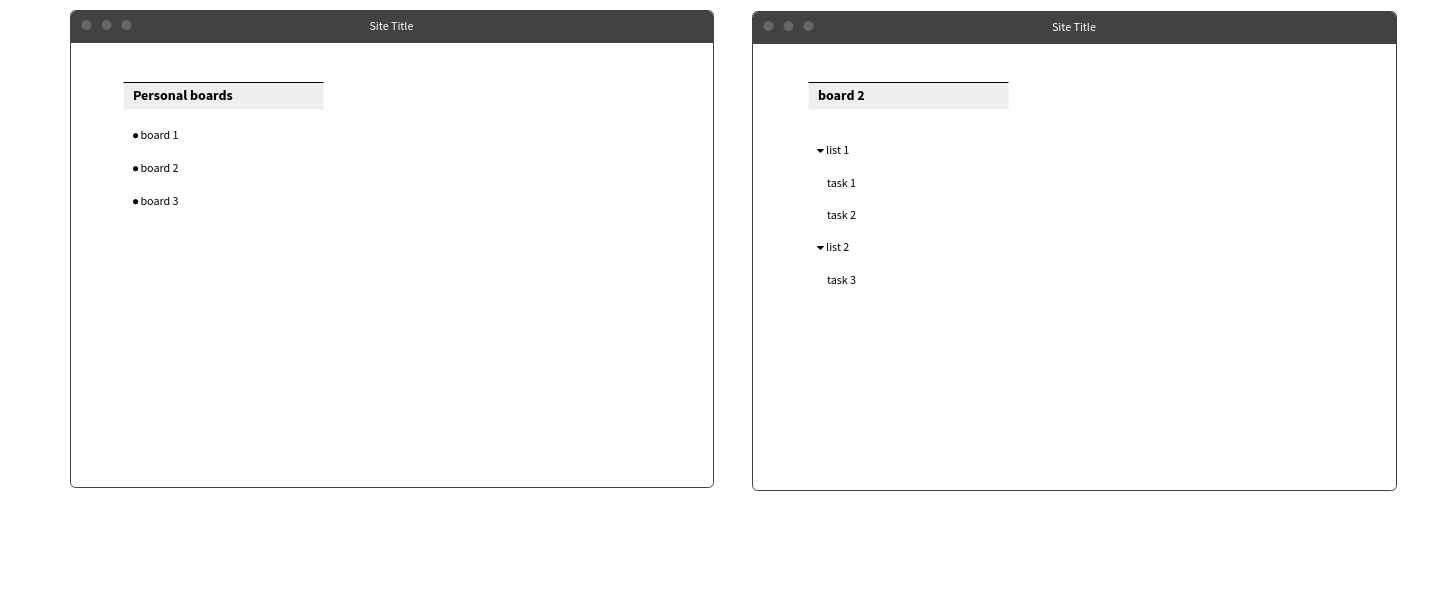 Site Title
Personal boards
board 1
board 2
board 3
Site Title
board 2
list 1
task 1
task 2
list 2
task 3